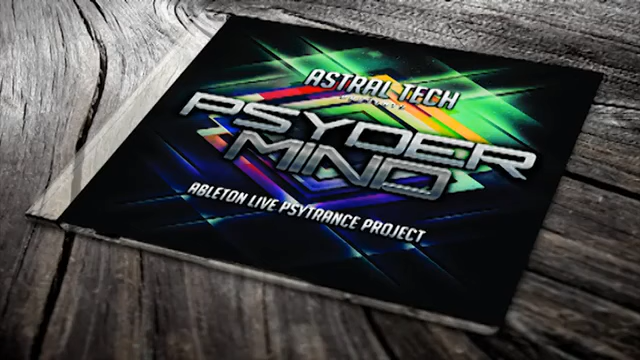 ASTRAL TECH
PSYDER
MIND
ABLETON LIVE PSYTRANCE PROJECT